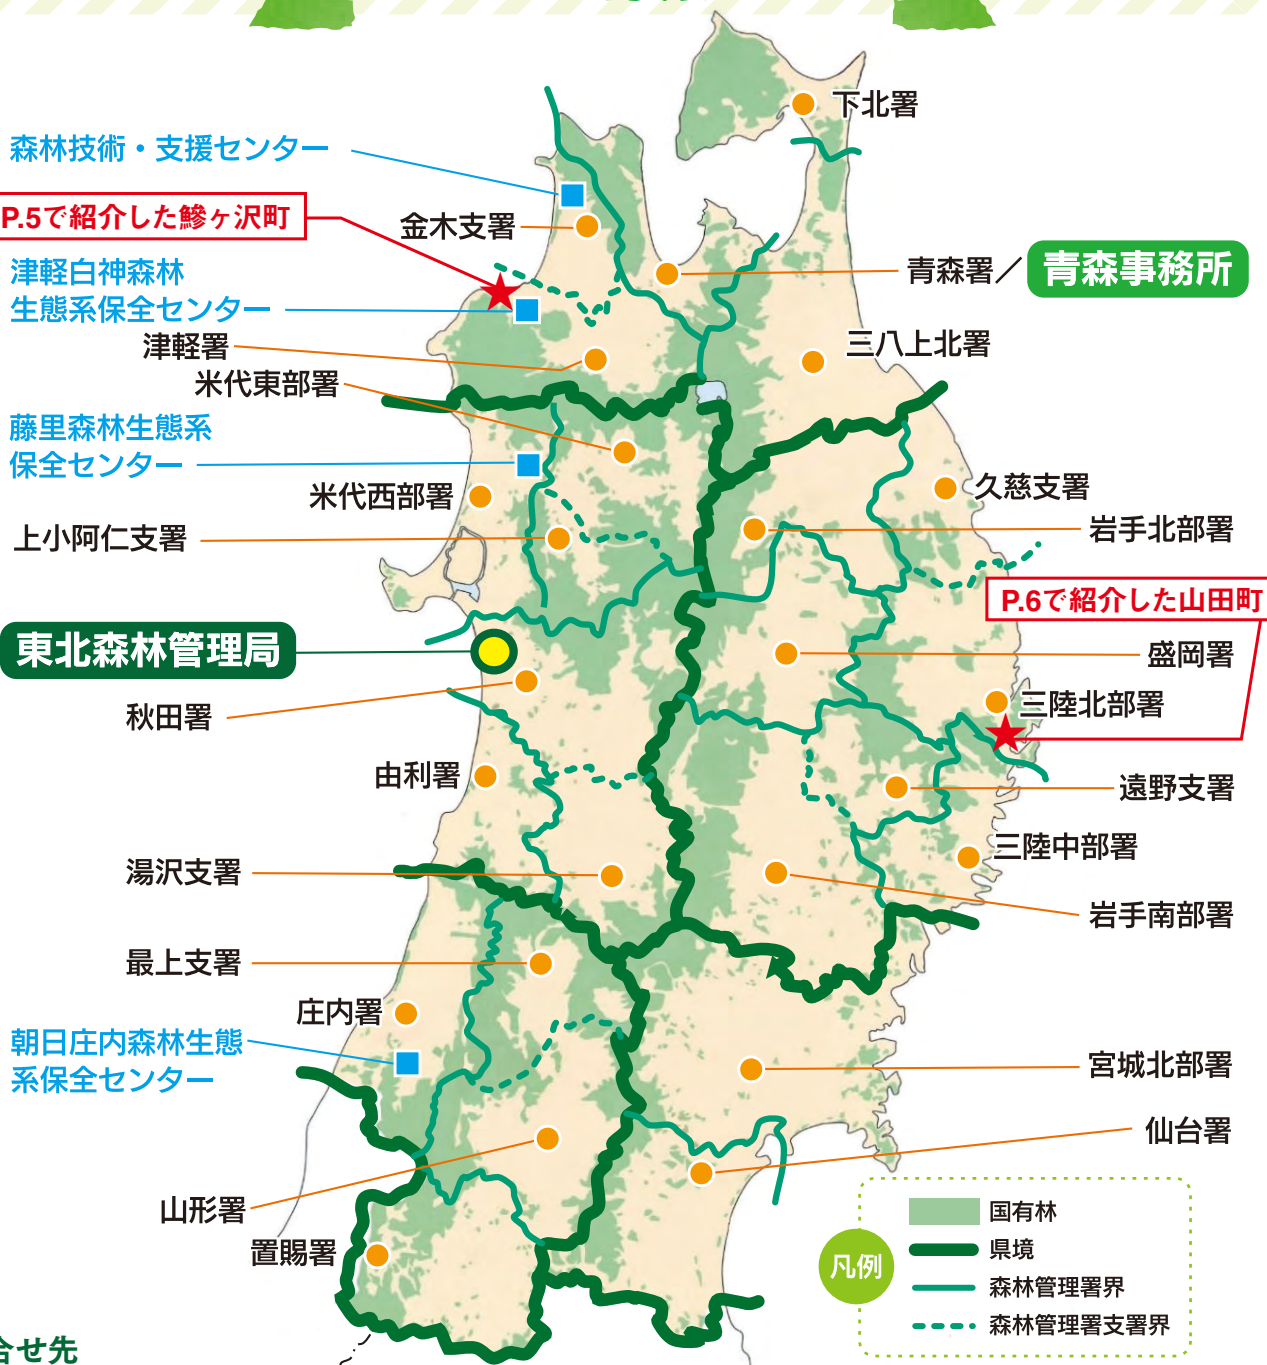 下北署
森林技術・支援センター
P.5で紹介した鰺ヶ沢町
金木支署
津軽白神森林
生態系保全センター
青森署／青森事務所
津軽署
三八上北署
米代東部署
藤里森林生態系
保全センター
米代西部署
久慈支署
上小阿仁支署
岩手北部署
P.6で紹介した山田町
東北森林管理局
盛岡署
秋田署
三陸北部署
由利署
遠野支署
湯沢支署
三陸中部署
岩手南部署
最上支署
庄内署
朝日庄内森林生態
系保全センター
宮城北部署
仙台署
山形署
置賜署
凡例
国有林
県境
森林管理署界
森林管理署支署界
合せ先